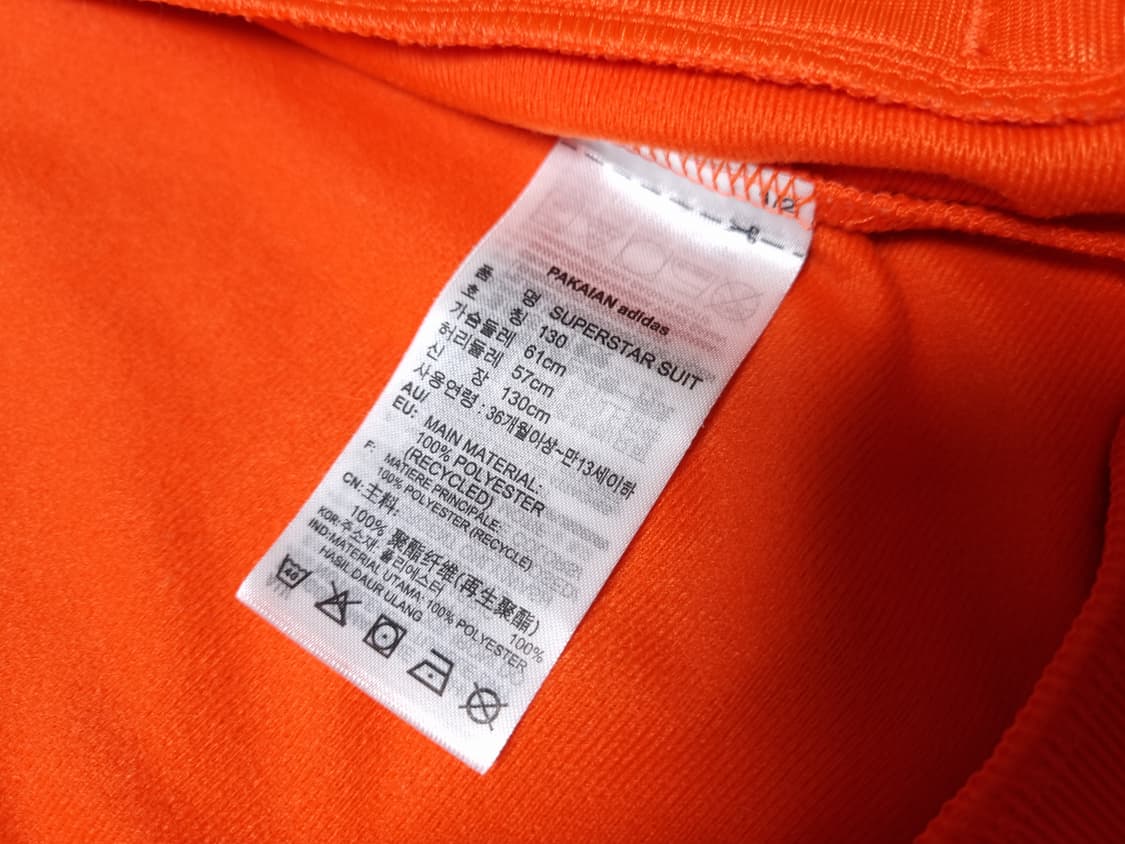 1/2
PAKAIAN adidas
품 명 SUPERSTAR SUIT
호 칭 130
가슴둘레 61cm
허리둘레 57cm
신 장 130cm
사용연령 : 36개월이상~만13세이하
AU/
EU: MAIN MATERIAL:
100% POLYESTER
(RECYCLED)
F: MATIERE PRINCIPALE:
100% POLYESTER (RECYCLE)
CN: 主料:
100% 聚酯纤维(再生聚酯)
KOR: 주소재: 폴리에스터 100%
IND:MATERIAL UTAMA: 100% POLYESTER
HASIL DAUR ULANG
40